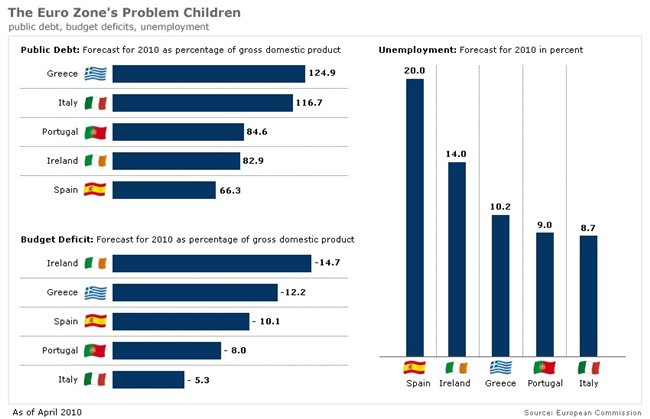 The Euro Zone's Problem Children
public debt, budget deficits, unemployment
Public Debt: Forecast for 2010 as percentage of gross domestic product
Greece 124.9
Italy 116.7
Portugal 84.6
Ireland 82.9
Spain 66.3
Budget Deficit: Forecast for 2010 as percentage of gross domestic product
Ireland -14.7
Greece -12.2
Spain - 10.1
Portugal - 8.0
Italy - 5.3
Unemployment: Forecast for 2010 in percent
20.0
14.0
10.2
9.0
8.7
Spain Ireland Greece Portugal Italy
As of April 2010
Source: European Commission